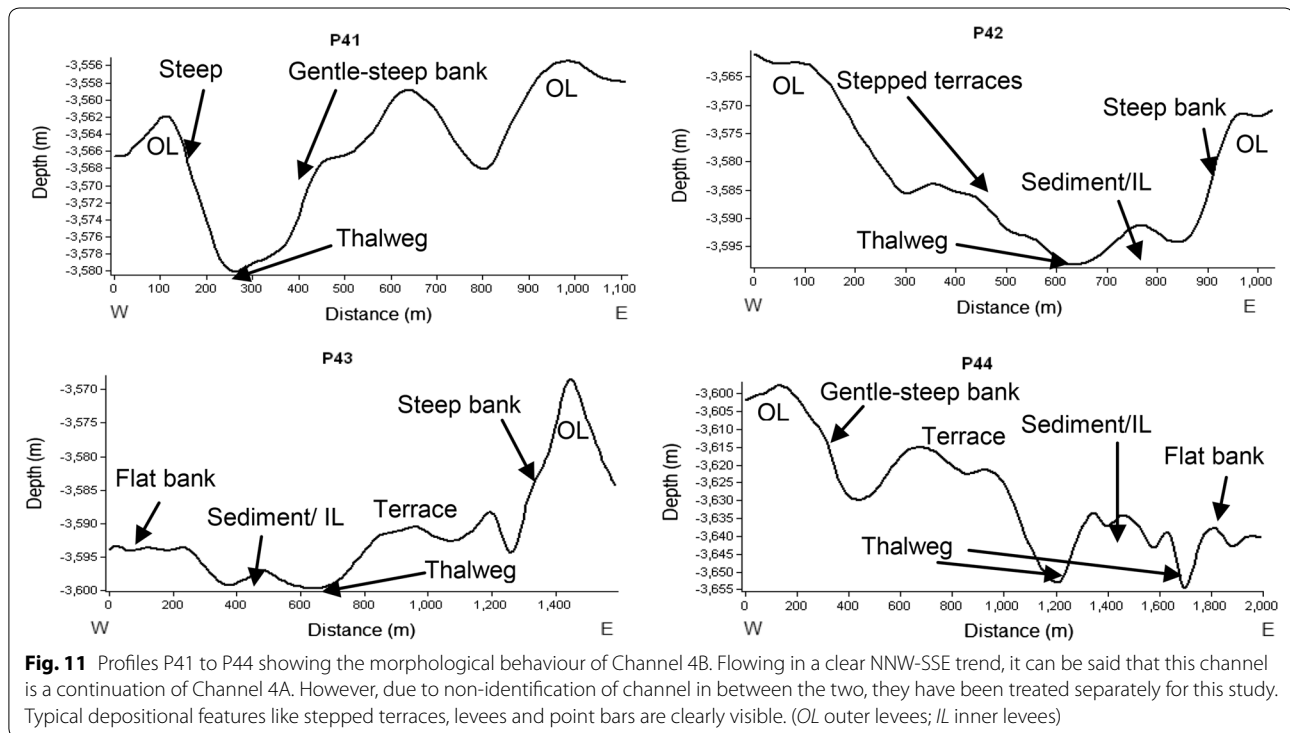 P41
Steep
Gentle-steep bank
OL
OL
Thalweg
Depth (m)
-3,556
-3,558
-3,560
-3,562
-3,564
-3,566
-3,570
-3,572
-3,574
-3,576
-3,578
-3,580
0 100 200 300 400 500 600 700 800 900 1,000 1,100
W Distance (m) E
P42
OL
Stepped terraces
Steep bank
OL
Sediment/IL
Thalweg
Depth (m)
-3,565
-3,570
-3,575
-3,580
-3,585
-3,590
-3,595
0 100 200 300 400 500 600 700 800 900 1,000
W Distance (m) E
P43
Steep bank
OL
Flat bank
Sediment/ IL
Terrace
Thalweg
Depth (m)
-3,570
-3,575
-3,580
-3,585
-3,590
-3,595
-3,600
0 200 400 600 800 1,000 1,200 1,400
W Distance (m) E
P44
OL
Gentle-steep bank
Terrace
Sediment/IL
Flat bank
Thalweg
Depth (m)
-3,600
-3,605
-3,610
-3,615
-3,620
-3,630
-3,635
-3,640
-3,645
-3,650
-3,655
0 200 400 600 800 1,000 1,200 1,400 1,600 1,800 2,000
W Distance (m) E
Fig. 11 Profiles P41 to P44 showing the morphological behaviour of Channel 4B. Flowing in a clear NNW-SSE trend, it can be said that this channel
is a continuation of Channel 4A. However, due to non-identification of channel in between the two, they have been treated separately for this study.
Typical depositional features like stepped terraces, levees and point bars are clearly visible. (OL outer levees; IL inner levees)